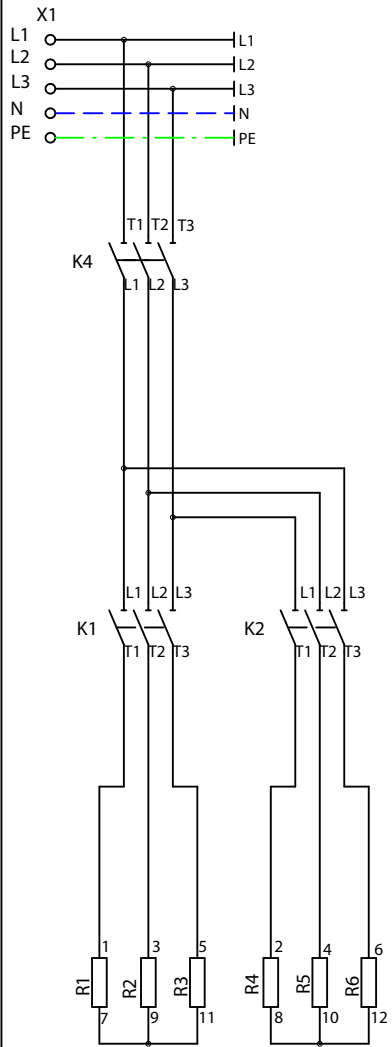 X1
L1 L1
L2 L2
L3 L3
N N
PE PE
T1 T2 T3
K4
L1 L2 L3
L1 L2 L3 L1 L2 L3
K1 K2
T1 T2 T3 T1 T2 T3
1 3 5 2 4 6
R1 R2 R3 R4 R5 R6
7 9 11 8 10 12